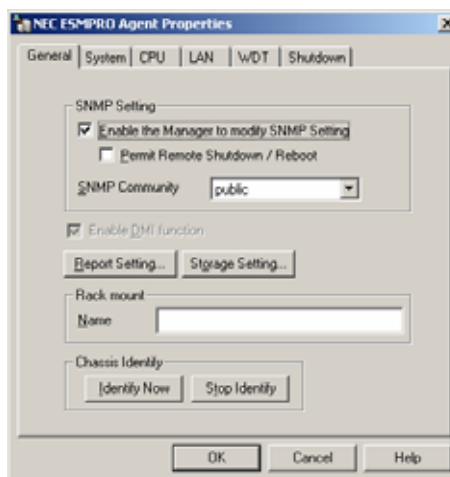 NEC ESMPRO Agent Properties
General System CPU LAN WDT Shutdown
SNMP Setting
Enable the Manager to modify SNMP Setting
Permit Remote Shutdown / Reboot
SNMP Community public
Enable DMI function
Report Setting... Storage Setting...
Rack mount
Name
Chassis Identify
Identify Now Stop Identify
OK Cancel Help